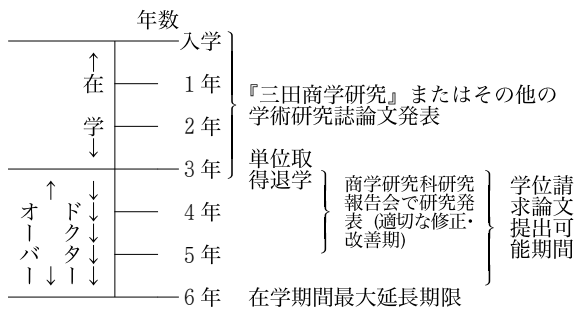 年数
入学
1年
2年
3年
4年
5年
6年
在学
オーバー
ドクター
『三田商学研究』またはその他の
学術研究誌論文発表
単位取
得退学
商学研究科研究
報告会で研究発
表（適切な修正・
改善期）
学位請
求論文
提出可
能期間
在学期間最大延長期限